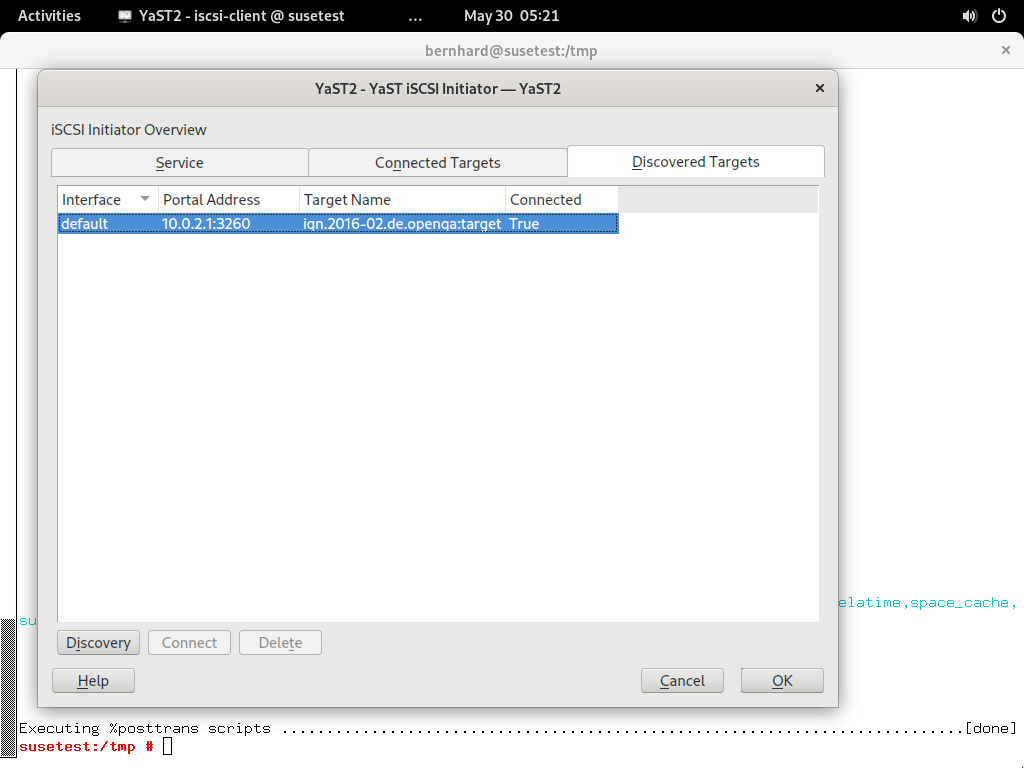 Activities YaST2 - iscsi-client @ susetest ... May 30 05:21
bernhard@susetest:/tmp
YaST2 - YaST iSCSI Initiator — YaST2
iSCSI Initiator Overview
Service Connected Targets Discovered Targets
Interface Portal Address Target Name Connected
default 10.0.2.1:3260 iqn.2016-02.de.openqa:target True
elatime,space_cache,
su
Discovery Connect Delete
Help Cancel OK
Executing %posttrans scripts ............................................................................[done]
susetest:/tmp #